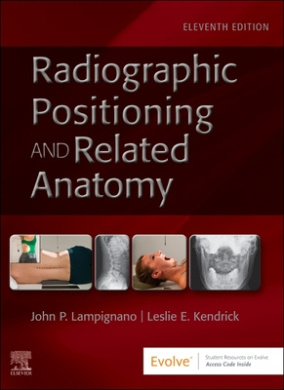 ELEVENTH EDITION
Radiographic
Positioning
AND Related
Anatomy
John P. Lampignano | Leslie E. Kendrick
ELSEVIER
Evolve®
Student Resources on Evolve
Access Code Inside